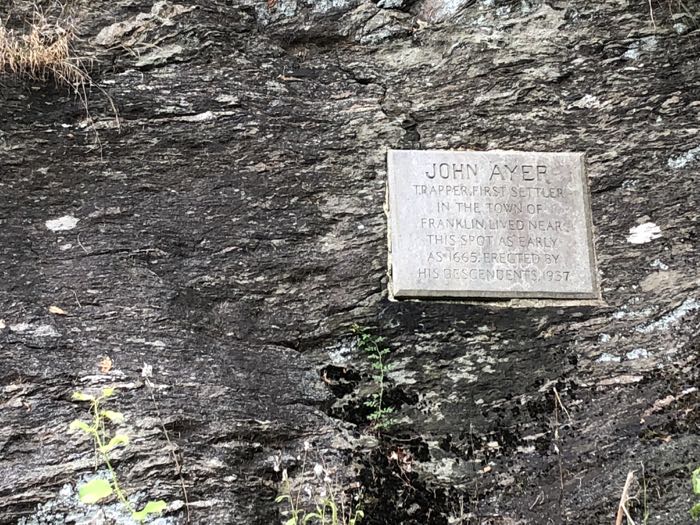 JOHN AYER
TRAPPER, FIRST SETTLER
IN THE TOWN OF
FRANKLIN, LIVED NEAR
THIS SPOT AS EARLY
AS 1665. ERECTED BY
HIS DESCENDENTS, 1937